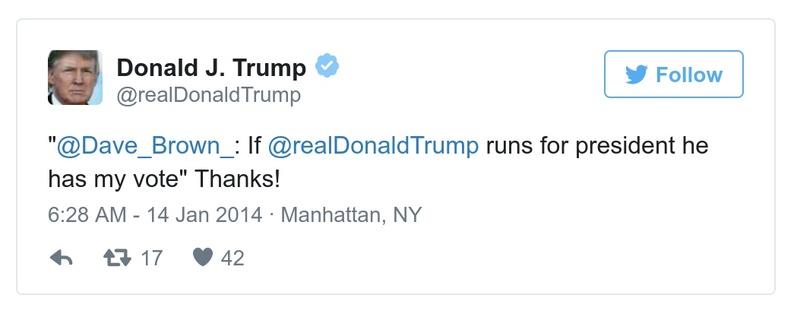 Donald J. Trump
@realDonaldTrump
Follow
"@Dave_Brown_: If @realDonaldTrump runs for president he
has my vote" Thanks!
6:28 AM - 14 Jan 2014 · Manhattan, NY
17 42